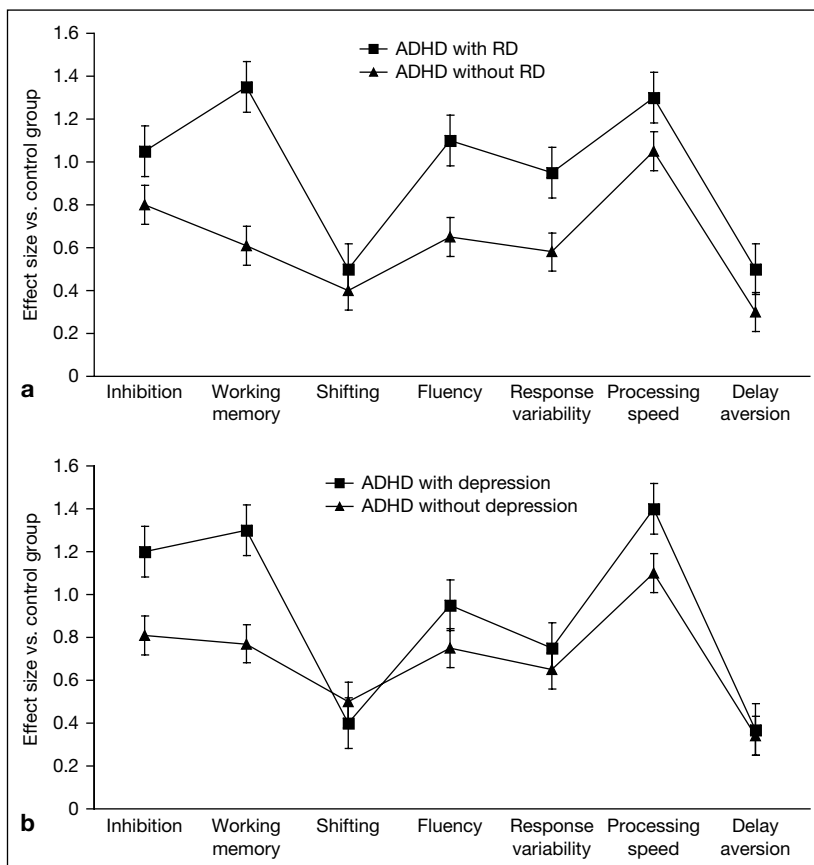 1.6
ADHD with RD
1.4
ADHD without RD
1.2
1.0
0.8
0.6
0.4
0.2
0
Effect size vs. control group
a
Inhibition
Working
memory
Shifting
Fluency
Response
variability
Processing
speed
Delay
aversion
1.6
ADHD with depression
1.4
ADHD without depression
1.2
1.0
0.8
0.6
0.4
0.2
0
Effect size vs. control group
b
Inhibition
Working
memory
Shifting
Fluency
Response
variability
Processing
speed
Delay
aversion